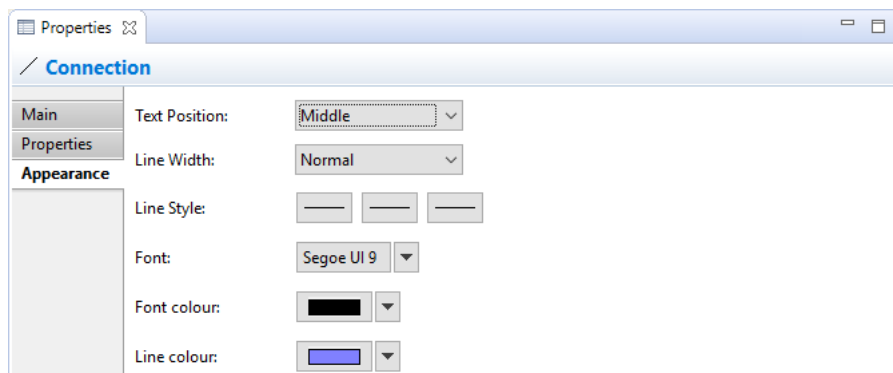 Properties
Connection
Main
Properties
Appearance
Text Position: Middle
Line Width: Normal
Line Style:
Font: Segoe UI 9
Font colour:
Line colour: